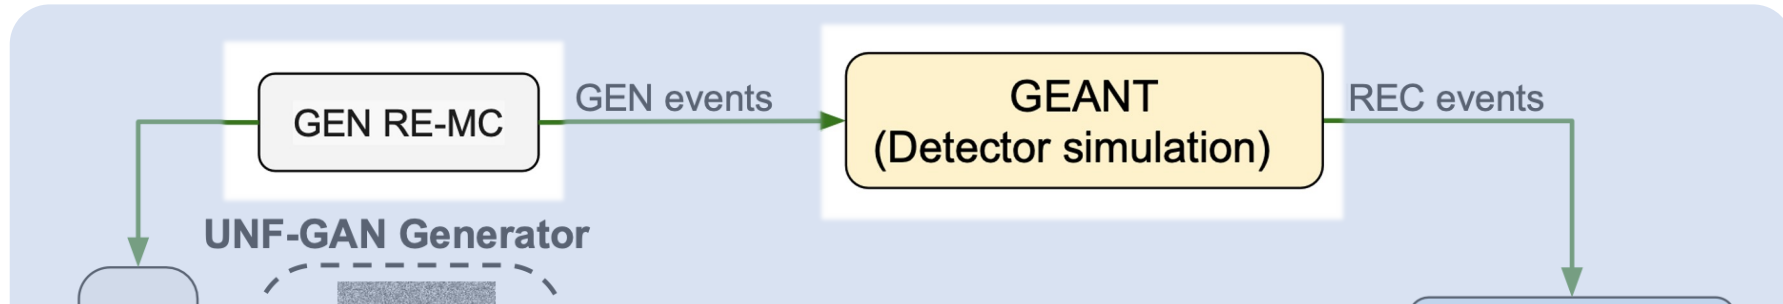 GEN RE-MC
GEN events
GEANT
(Detector simulation)
REC events
UNF-GAN Generator